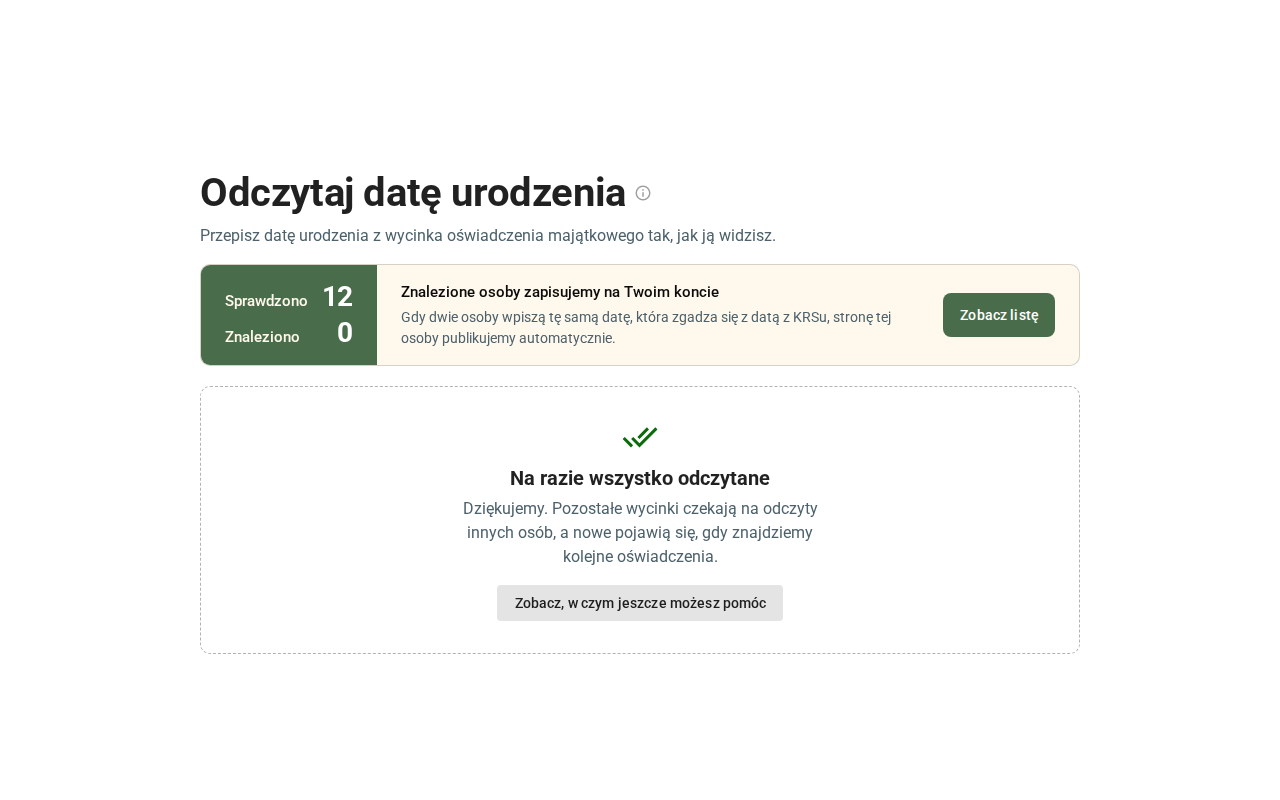 Odczytaj datę urodzenia
Przepisz datę urodzenia z wycinka oświadczenia majątkowego tak, jak ją widzisz.
Sprawdzono 12
Znaleziono 0
Znalezione osoby zapisujemy na Twoim koncie
Gdy dwie osoby wpiszą tę samą datę, która zgadza się z datą z KRSu, stronę tej
osoby publikujemy automatycznie.
Zobacz listę
Na razie wszystko odczytane
Dziękujemy. Pozostałe wycinki czekają na odczyty
innych osób, a nowe pojawią się, gdy znajdziemy
kolejne oświadczenia.
Zobacz, w czym jeszcze możesz pomóc